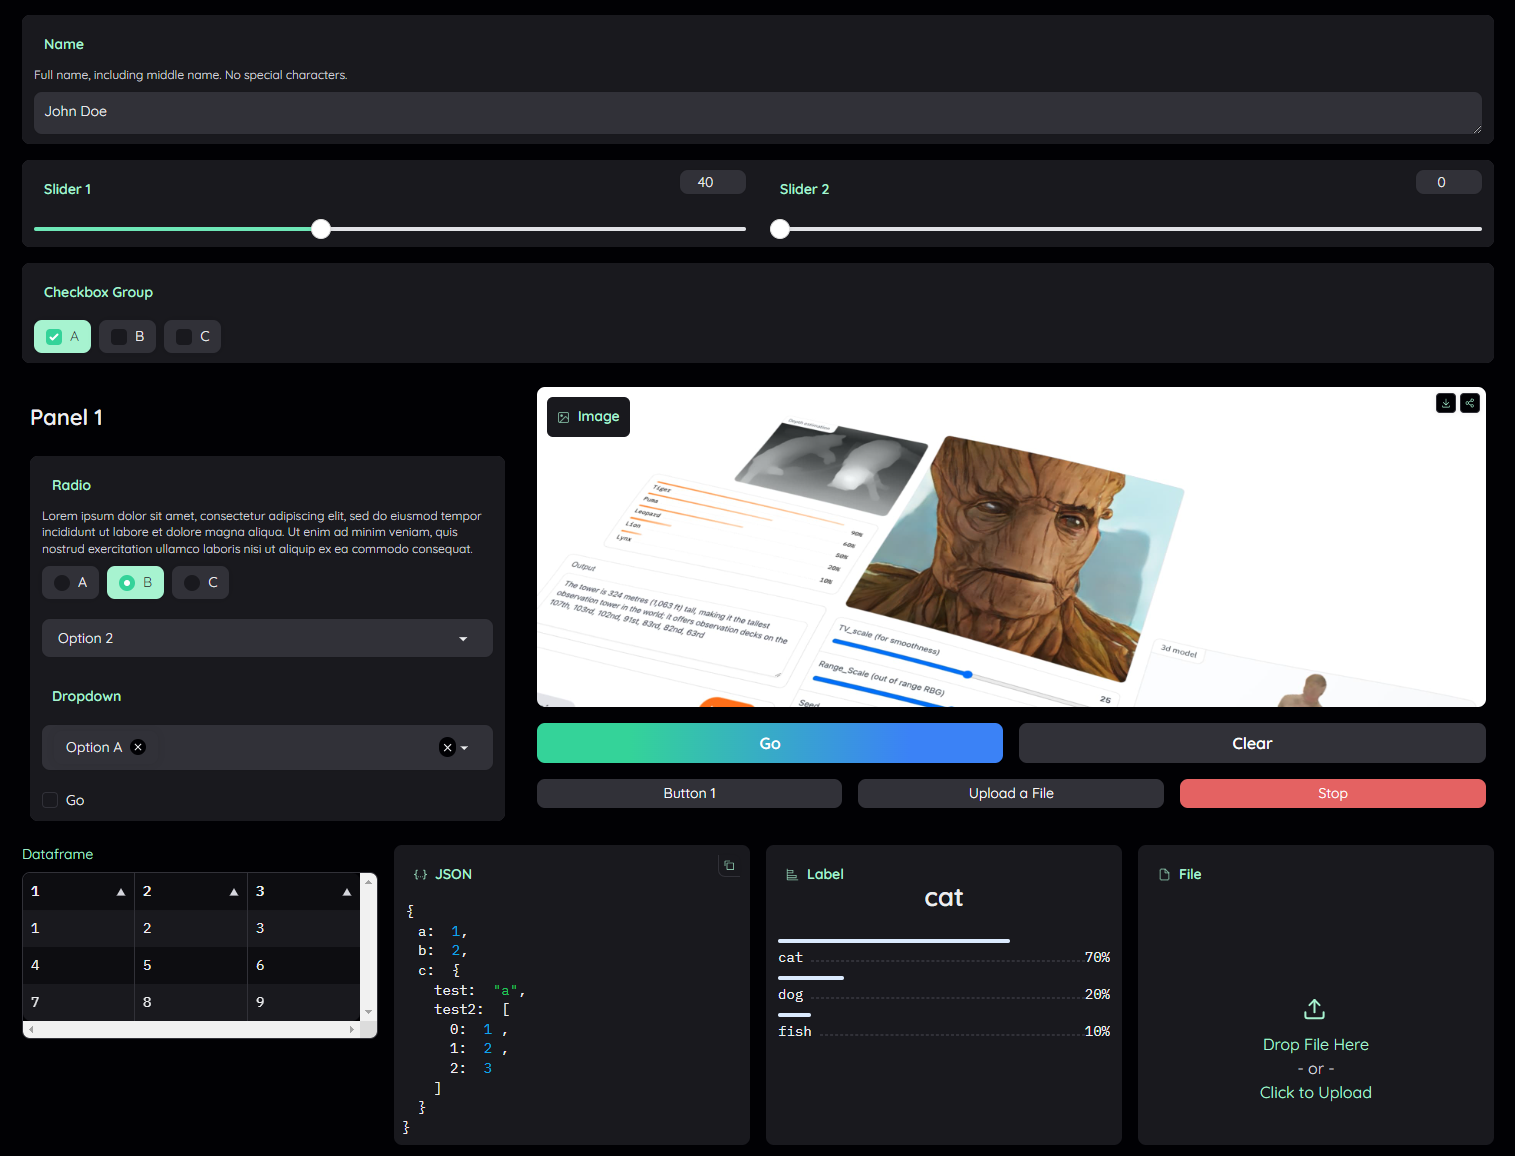 Name
Full name, including middle name. No special characters.
John Doe
Slider 1
40
Slider 2
0
Checkbox Group
A
B
C
Panel 1
Radio
Lorem ipsum dolor sit amet, consectetur adipiscing elit, sed do eiusmod tempor
incididunt ut labore et dolore magna aliqua. Ut enim ad minim veniam, quis
nostrud exercitation ullamco laboris nisi ut aliquip ex ea commodo consequat.
A
B
C
Option 2
Dropdown
Option A
Go
Image
Depth estimation
Tiger
Puma
Leopard
Lion
Lynx
90%
60%
50%
20%
10%
Output
The tower is 324 metres (1,063 ft) tall, making it the tallest
observation tower in the world; it offers observation decks on the
107th, 103rd, 102nd, 91st, 83rd, 82nd, 63rd
TV_scale (for smoothness)
25
Range_Scale (out of range RBG)
Seed
3d model
Go
Clear
Button 1
Upload a File
Stop
Dataframe
1 2 3
1 2 3
4 5 6
7 8 9
JSON
{
a: 1,
b: 2,
c: {
test: "a",
test2: [
0: 1 ,
1: 2 ,
2: 3
]
}
}
Label
cat
cat 70%
dog 20%
fish 10%
File
Drop File Here
- or -
Click to Upload